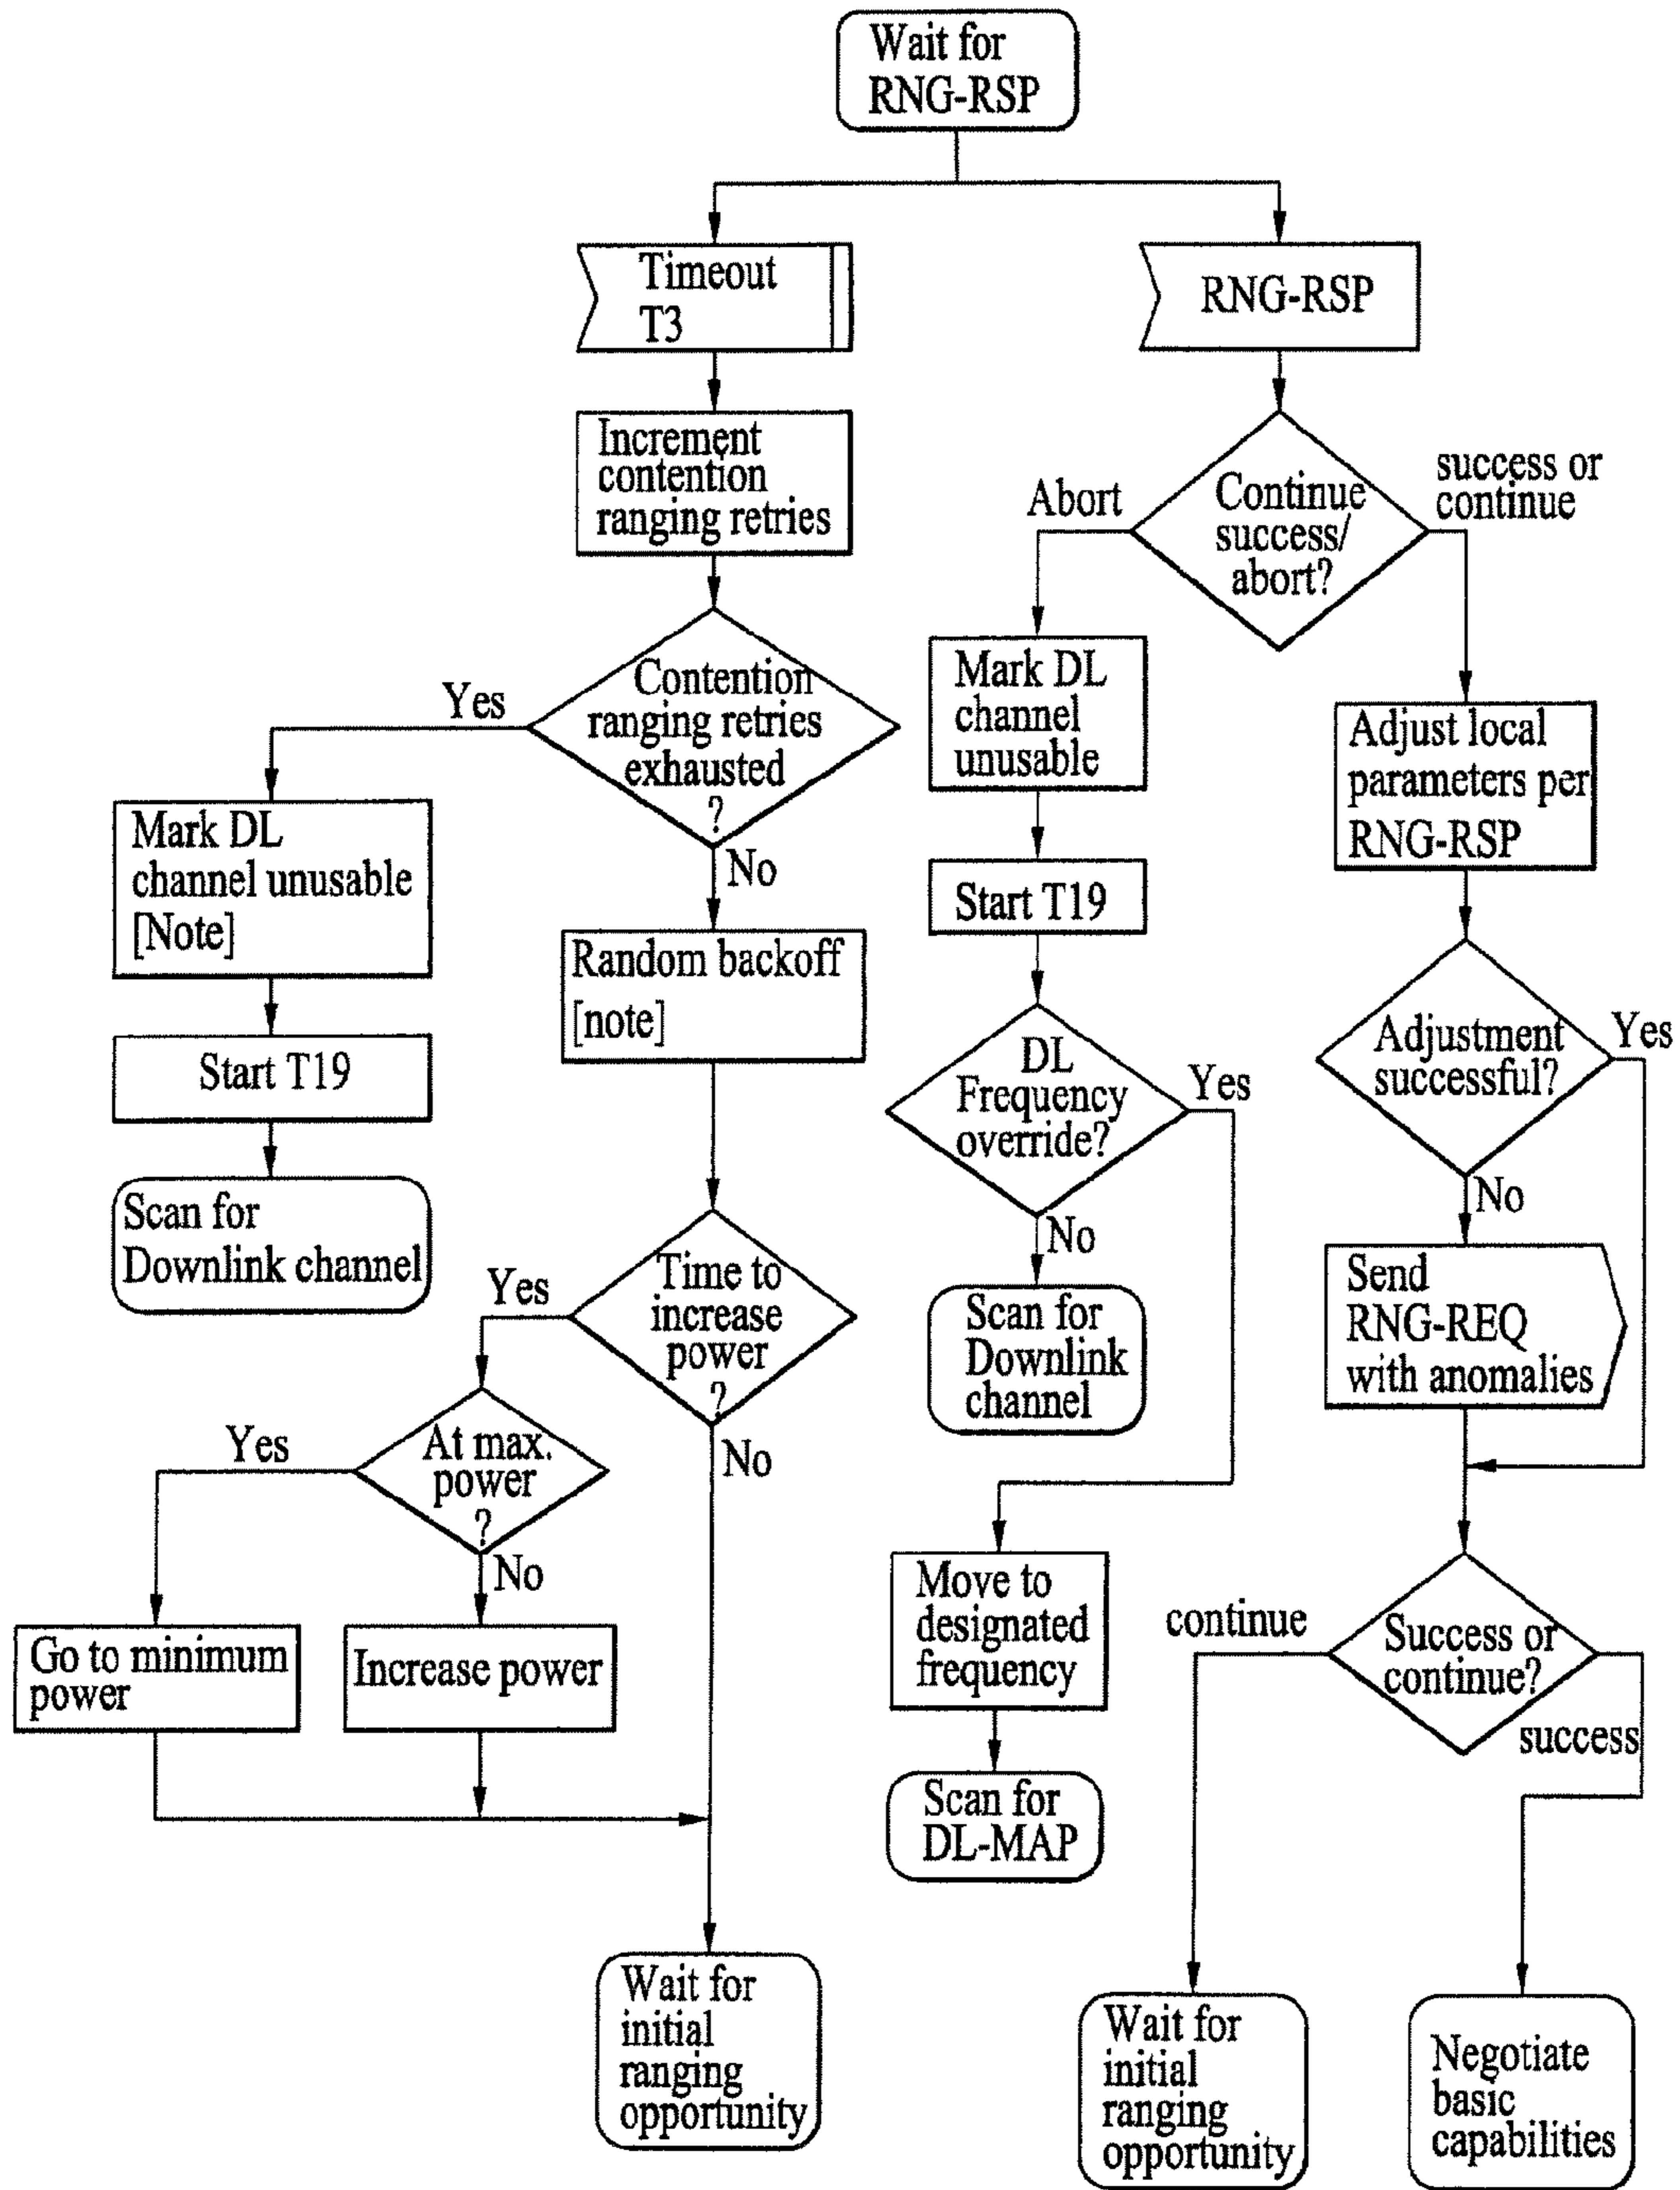 Wait for
RNG-RSP
Timeout
T3
RNG-RSP
Increment
contention
ranging retries
Continue
success/
abort?
Abort
success or
continue
Contention
ranging retries
exhausted
?
Yes
No
Mark DL
channel unusable
[Note]
Start T19
Scan for
Downlink channel
Random backoff
[note]
Time to
increase
power
?
Yes
No
At max.
power
?
Yes
No
Go to minimum
power
Increase power
Wait for
initial
ranging
opportunity
Mark DL
channel
unusable
Start T19
DL
Frequency
override?
Yes
No
Scan for
Downlink
channel
Move to
designated
frequency
Scan for
DL-MAP
Adjust local
parameters per
RNG-RSP
Adjustment
successful?
Yes
No
Send
RNG-REQ
with anomalies
Success or
continue?
continue
success
Wait for
initial
ranging
opportunity
Negotiate
basic
capabilities